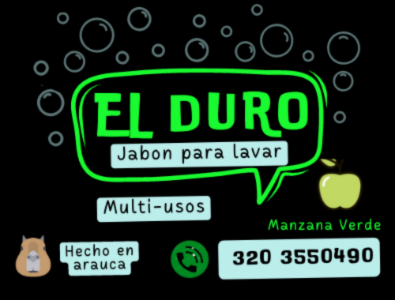 EL DURO
Jabon para lavar
Multi-usos
Manzana Verde
Hecho en
arauca
320 3550490